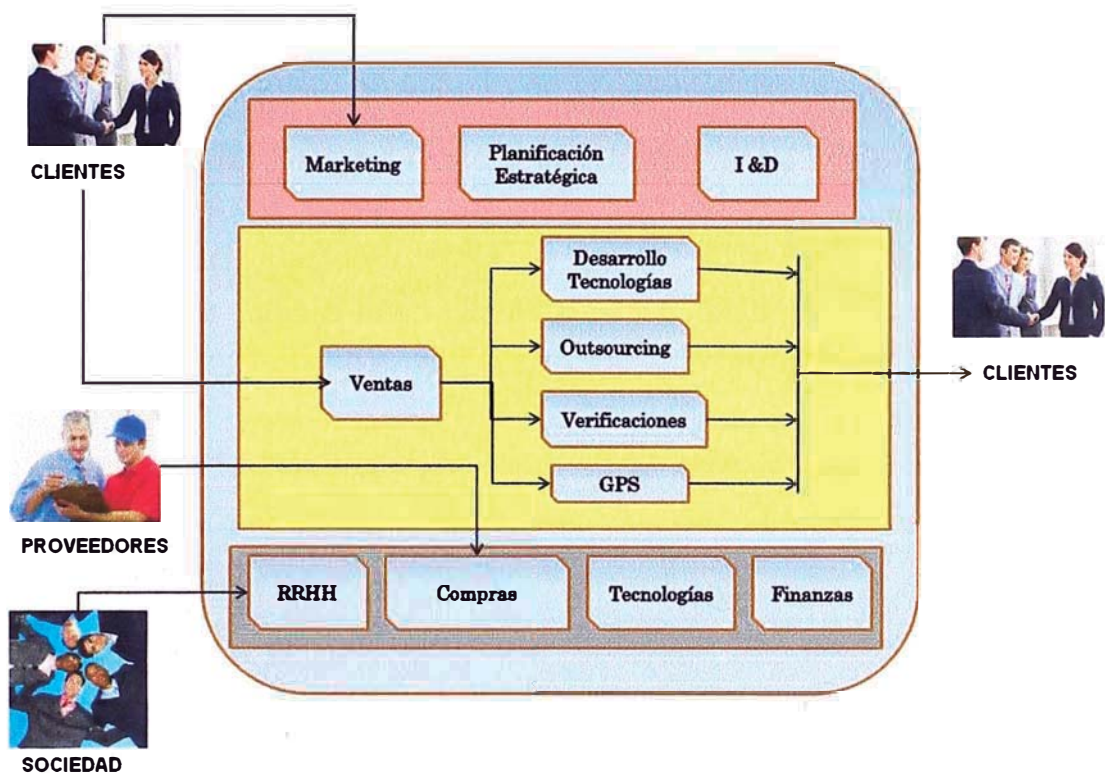 CLIENTES
Marketing
Planificación
Estratégica
I &D
Desarrollo
Tecnologías
Outsourcing
Ventas
Verificaciones
GPS
CLIENTES
PROVEEDORES
RRHH
Compras
Tecnologías
Finanzas
SOCIEDAD